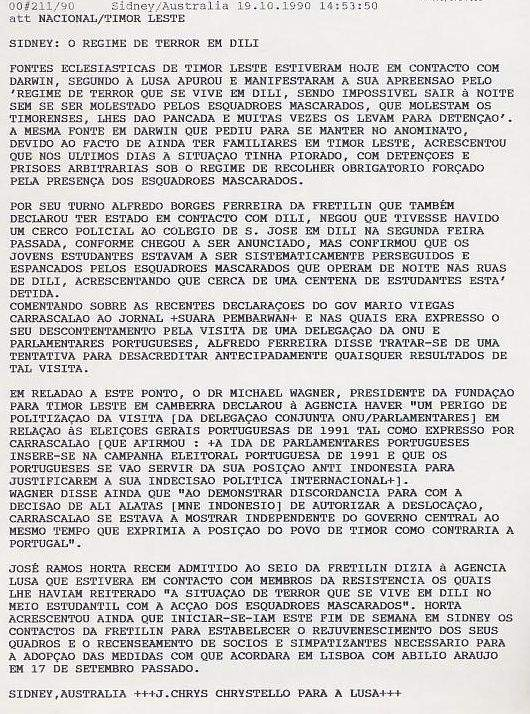 00#211/90 Sidney/Australia 19.10.1990 14:53:50
att NACIONAL/TIMOR LESTE
SIDNEY: O REGIME DE TERROR EM DILI
FONTES ECLESIASTICAS DE TIMOR LESTE ESTIVERAM HOJE EM CONTACTO COM
DARWIN, SEGUNDO A LUSA APUROU E MANIFESTARAM A SUA APREENSAO PELO
'REGIME DE TERROR QUE SE VIVE EM DILI, SENDO IMPOSSIVEL SAIR à NOITE
SEM SE SER MOLESTADO PELOS ESQUADROES MASCARADOS, QUE MOLESTAM OS
TIMORENSES, LHES DAO PANCADA E MUITAS VEZES OS LEVAM PARA DETENÇAO'.
A MESMA FONTE EM DARWIN QUE PEDIU PARA SE MANTER NO ANOMINATO,
DEVIDO AO FACTO DE AINDA TER FAMILIARES EM TIMOR LESTE, ACRESCENTOU
QUE NOS ULTIMOS DIAS A SITUAÇAO TINHA PIORADO, COM DETENÇOES E
PRISOES ARBITRARIAS SOB O REGIME DE RECOLHER OBRIGATORIO FORÇADO
PELA PRESENÇA DOS ESQUADROES MASCARADOS.
POR SEU TURNO ALFREDO BORGES FERREIRA DA FRETILIN QUE TAMBÉM
DECLAROU TER ESTADO EM CONTACTO COM DILI, NEGOU QUE TIVESSE HAVIDO
UM CERCO POLICIAL AO COLEGIO DE S. JOSE EM DILI NA SEGUNDA FEIRA
PASSADA, CONFORME CHEGOU A SER ANUNCIADO, MAS CONFIRMOU QUE OS
JOVENS ESTUDANTES ESTAVAM A SER SISTEMATICAMENTE PERSEGUIDOS E
ESPANCADOS PELOS ESQUADROES MASCARADOS QUE OPERAM DE NOITE NAS RUAS
DE DILI, ACRESCENTANDO QUE CERCA DE UMA CENTENA DE ESTUDANTES ESTA'
DETIDA.
COMENTANDO SOBRE AS RECENTES DECLARAÇOES DO GOV MARIO VIEGAS
CARRASCALAO AO JORNAL +SUARA PEMBARWAN+ E NAS QUAIS ERA EXPRESSO O
SEU DESCONTENTAMENTO PELA VISITA DE UMA DELEGAÇAO DA ONU E
PARLAMENTARES PORTUGUESES, ALFREDO FERREIRA DISSE TRATAR-SE DE UMA
TENTATIVA PARA DESACREDITAR ANTECIPADAMENTE QUAISQUER RESULTADOS DE
TAL VISITA.
EM RELADAO A ESTE PONTO, O DR MICHAEL WAGNER, PRESIDENTE DA FUNDAÇAO
PARA TIMOR LESTE EM CAMBERRA DECLAROU à AGENCIA HAVER "UM PERIGO DE
POLITIZAÇAO DA VISITA [DA DELEGAÇAO CONJUNTA ONU/PARLAMENTARES] EM
RELAÇAO àS ELEIÇOES GERAIS PORTUGUESAS DE 1991 TAL COMO EXPRESSO POR
CARRASCALAO [QUE AFIRMOU : +A IDA DE PARLAMENTARES PORTUGUESES
INSERE-SE NA CAMPANHA ELEITORAL PORTUGUESA DE 1991 E QUE OS
PORTUGUESES SE VAO SERVIR DA SUA POSIÇAO ANTI INDONESIA PARA
JUSTIFICAREM A SUA INDECISAO POLITICA INTERNACIONAL+].
WAGNER DISSE AINDA QUE "AO DEMONSTRAR DISCORDANCIA PARA COM A
DECISAO DE ALI ALATAS [MNE INDONESIO] DE AUTORIZAR A DESLOCAÇAO,
CARRASCALAO SE ESTAVA A MOSTRAR INDEPENDENTE DO GOVERNO CENTRAL AO
MESMO TEMPO QUE EXPRIMIA A POSIÇAO DO POVO DE TIMOR COMO CONTRARIA A
PORTUGAL".
JOSÉ RAMOS HORTA RECEM ADMITIDO AO SEIO DA FRETILIN DIZIA à AGENCIA
LUSA QUE ESTIVERA EM CONTACTO COM MEMBROS DA RESISTENCIA OS QUAIS
LHE HAVIAM REITERADO "A SITUAÇAO DE TERROR QUE SE VIVE EM DILI NO
MEIO ESTUDANTIL COM A ACÇAO DOS ESQUADROES MASCARADOS". HORTA
ACRESCENTOU AINDA QUE INICIAR-SE-IAM ESTE FIM DE SEMANA EM SIDNEY OS
CONTACTOS DA FRETILIN PARA ESTABELECER O REJUVENESCIMENTO DOS SEUS
QUADROS E O RECENSEAMENTO DE SOCIOS E SIMPATIZANTES NECESSARIO PARA
A ADOPÇAO DAS MEDIDAS COM QUE ACORDARA EM LISBOA COM ABILIO ARAUJO
EM 17 DE SETEMBRO PASSADO.
SIDNEY,AUSTRALIA +++J.CHRYS CHRYSTELLO PARA A LUSA+++